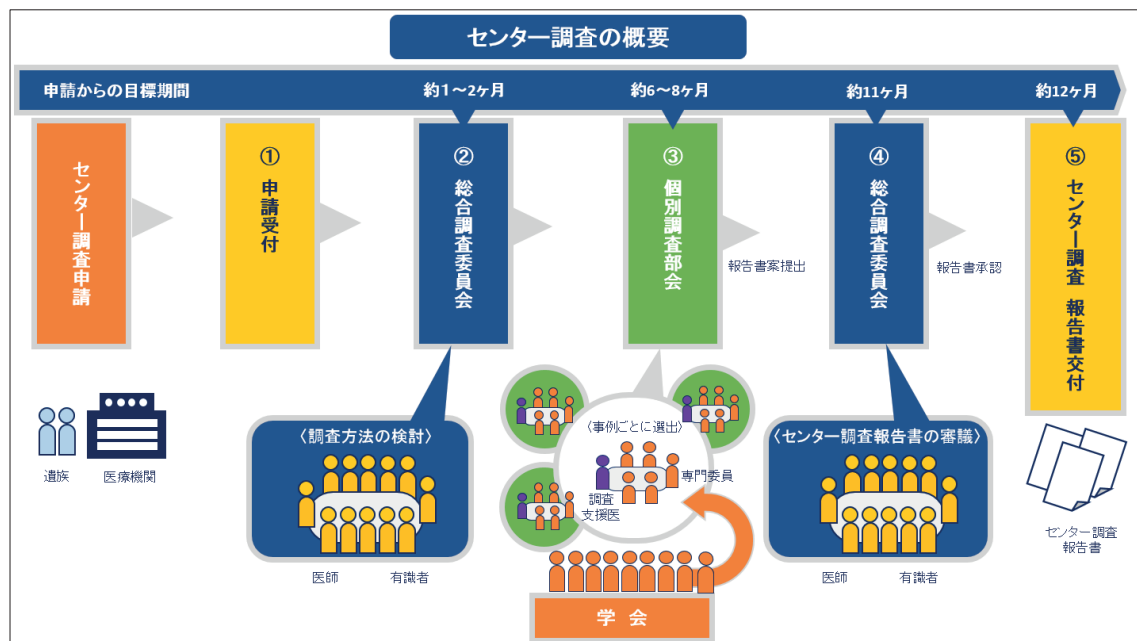 センター調査の概要
申請からの目標期間
約1～2ヶ月
約6～8ヶ月
約11ヶ月
約12ヶ月
センター調査申請
① 申請受付
② 総合調査委員会
③ 個別調査部会
報告書案提出
④ 総合調査委員会
報告書承認
⑤ センター調査 報告書交付
遺族
医療機関
〈調査方法の検討〉
医師
有識者
〈事例ごとに選出〉
専門委員
調査
支援医
学会
〈センター調査報告書の審議〉
医師
有識者
センター調査
報告書